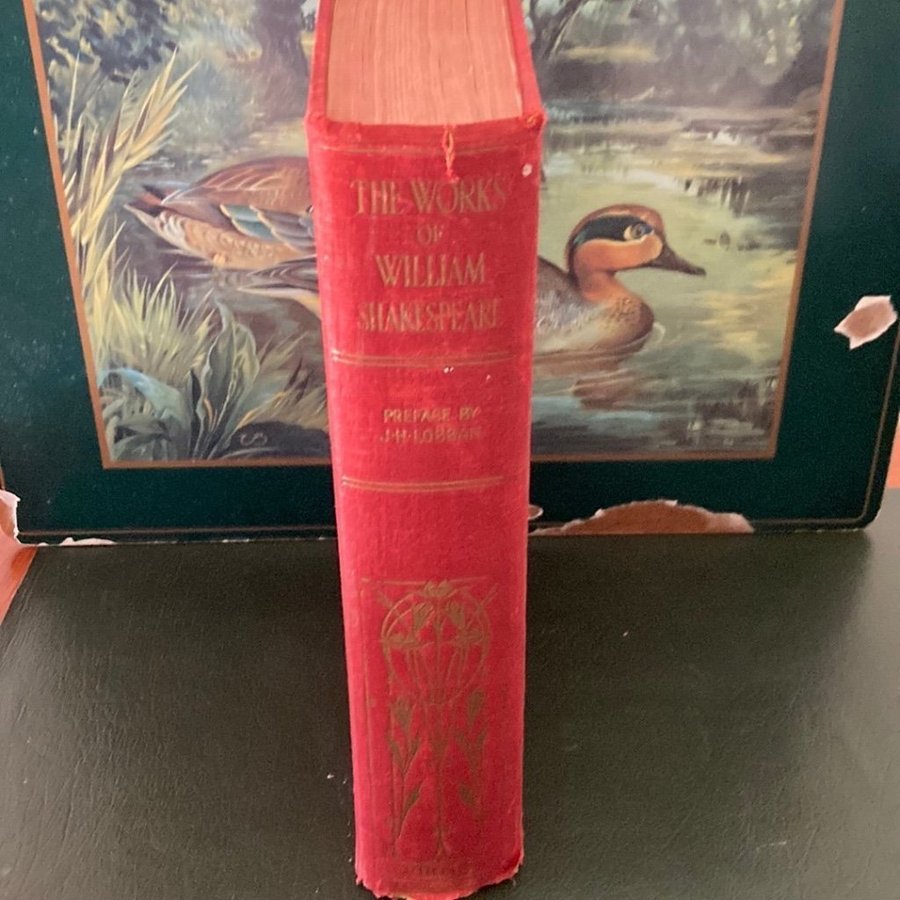 THE WORKS
OF
WILLIAM
SHAKESPEARE
PREFACE BY
J·H·LOBBAN